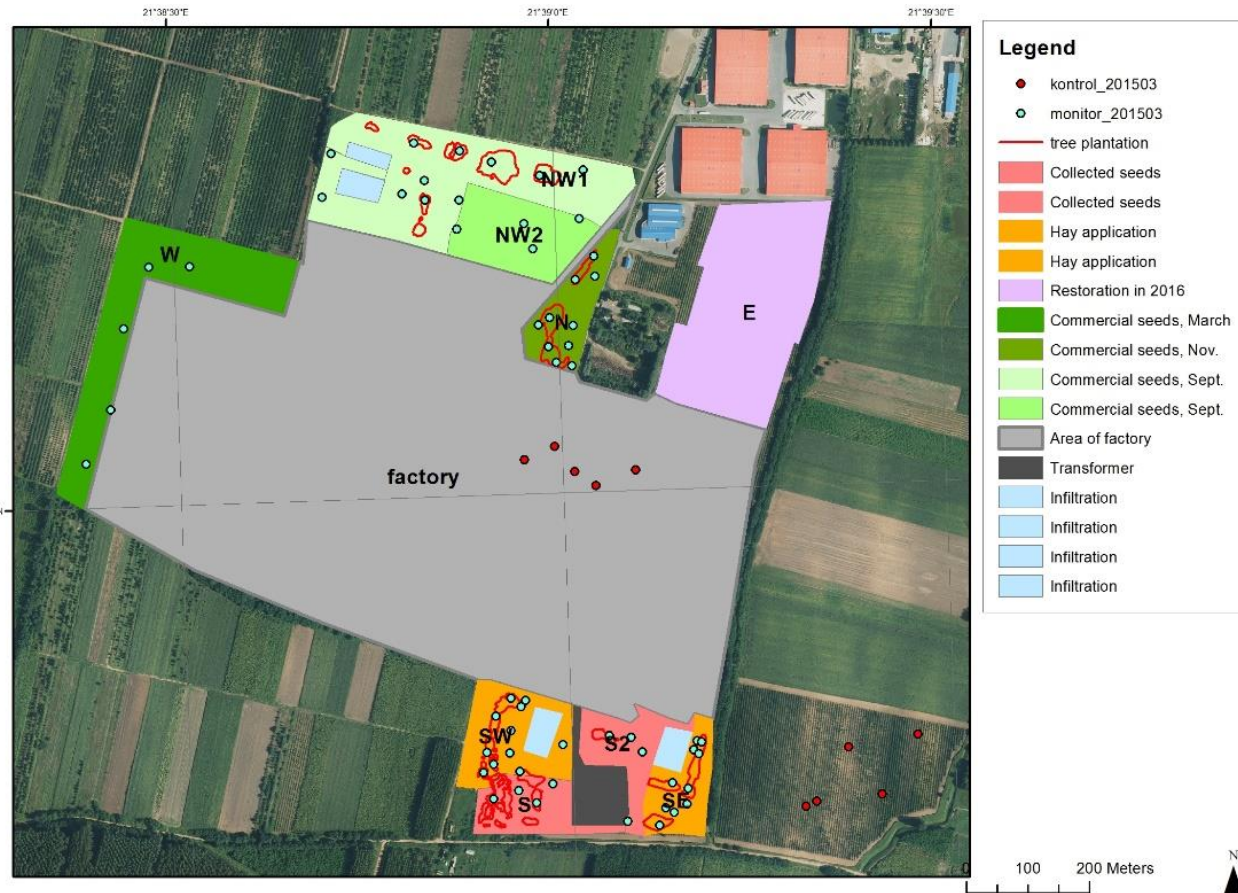 21°38'30"E
21°39'0"E
21°39'30"E
Legend
kontrol_201503
monitor_201503
tree plantation
Collected seeds
Collected seeds
Hay application
Hay application
Restoration in 2016
Commercial seeds, March
Commercial seeds, Nov.
Commercial seeds, Sept.
Commercial seeds, Sept.
Area of factory
Transformer
Infiltration
Infiltration
Infiltration
Infiltration
NW1
NW2
W
N
E
factory
SW
S2
S
SE
0 100 200 Meters
N